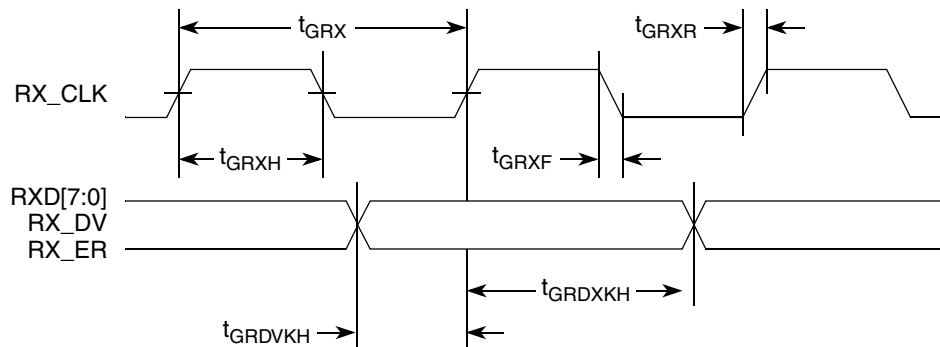 tGRX
tGRXR
RX_CLK
tGRXH
tGRXF
RXD[7:0]
RX_DV
RX_ER
tGRDXKH
tGRDVKH